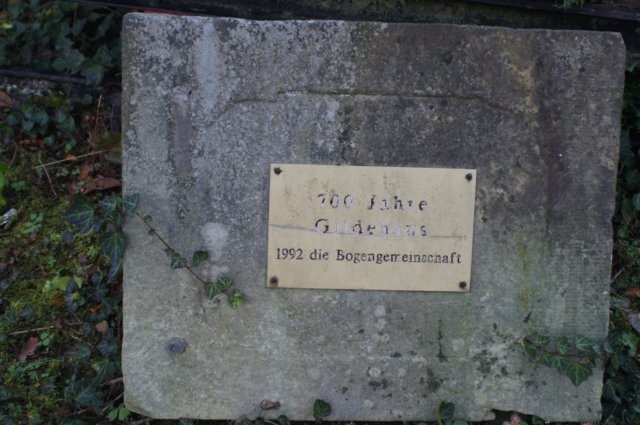 700 Jahre
Gildehaus
1992 die Bogengemeinschaft